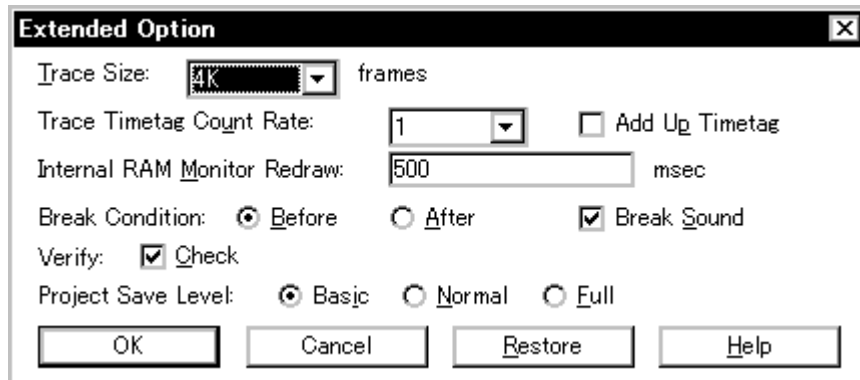 Extended Option
Trace Size: 4K frames
Trace Timetag Count Rate: 1 Add Up Timetag
Internal RAM Monitor Redraw: 500 msec
Break Condition: Before After Break Sound
Verify: Check
Project Save Level: Basic Normal Full
OK Cancel Restore Help